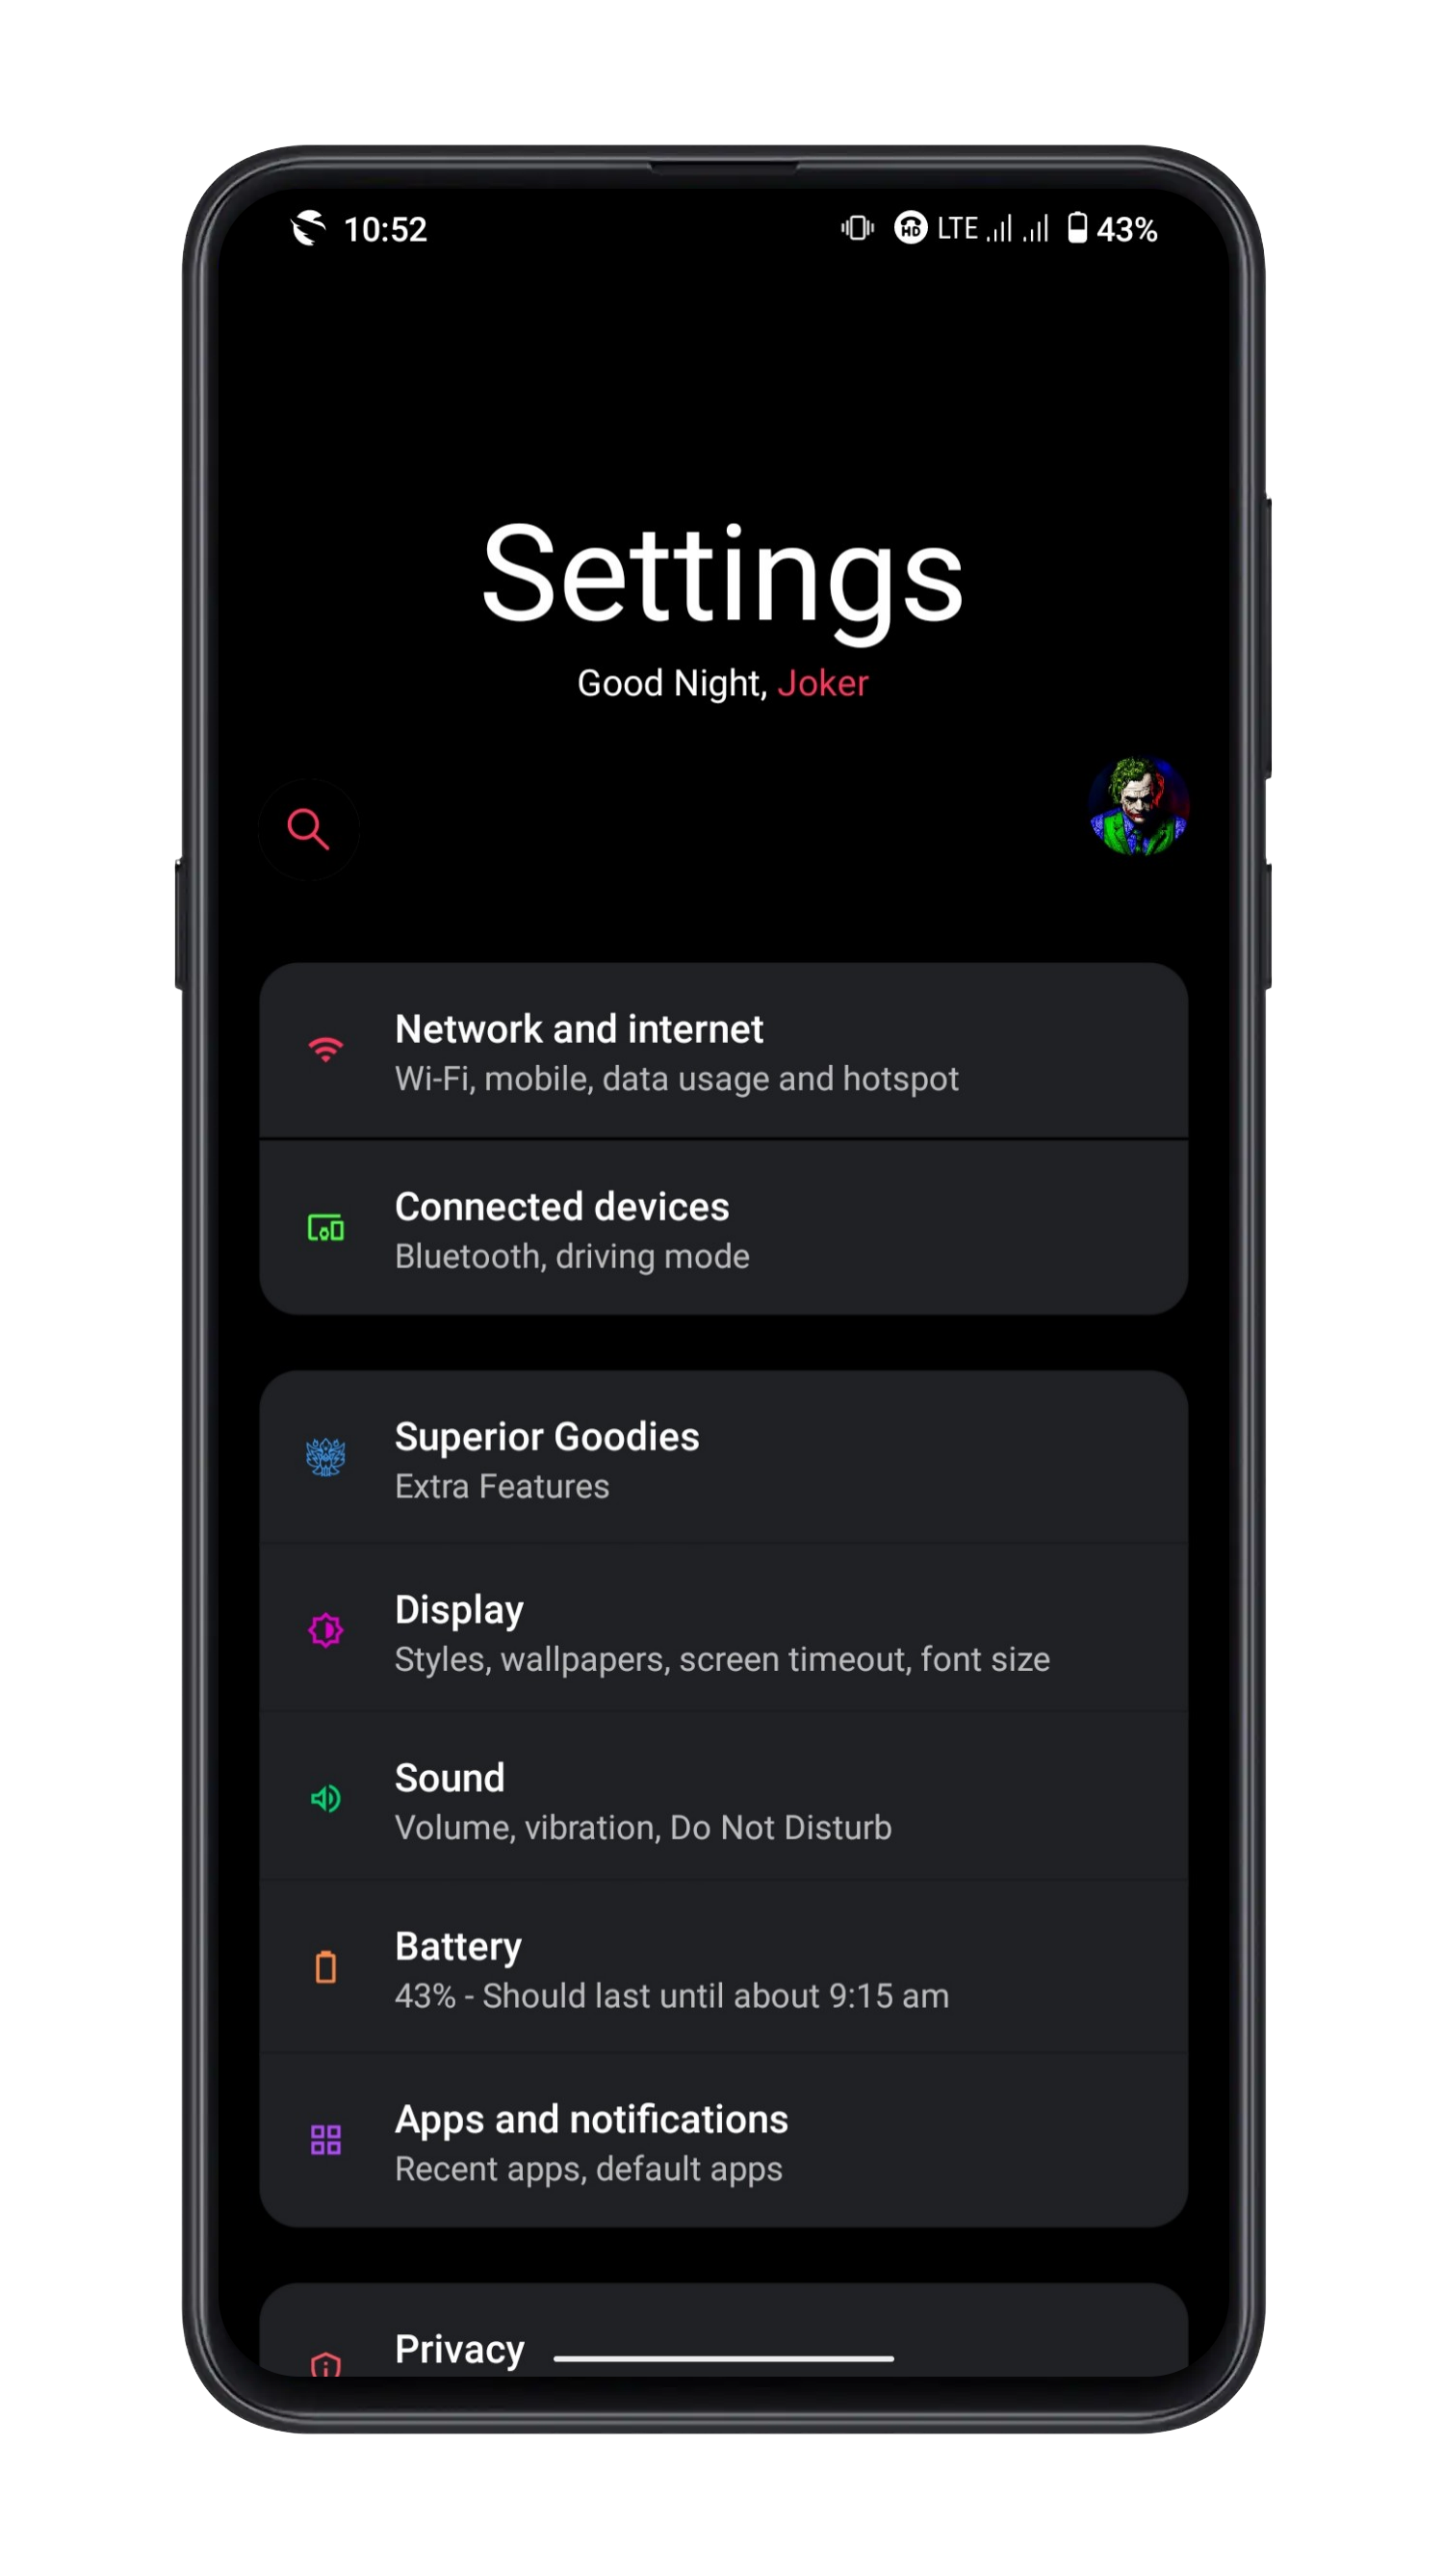 10:52 HD LTE 43%
Settings
Good Night, Joker
Network and internet
Wi-Fi, mobile, data usage and hotspot
Connected devices
Bluetooth, driving mode
Superior Goodies
Extra Features
Display
Styles, wallpapers, screen timeout, font size
Sound
Volume, vibration, Do Not Disturb
Battery
43% - Should last until about 9:15 am
Apps and notifications
Recent apps, default apps
Privacy